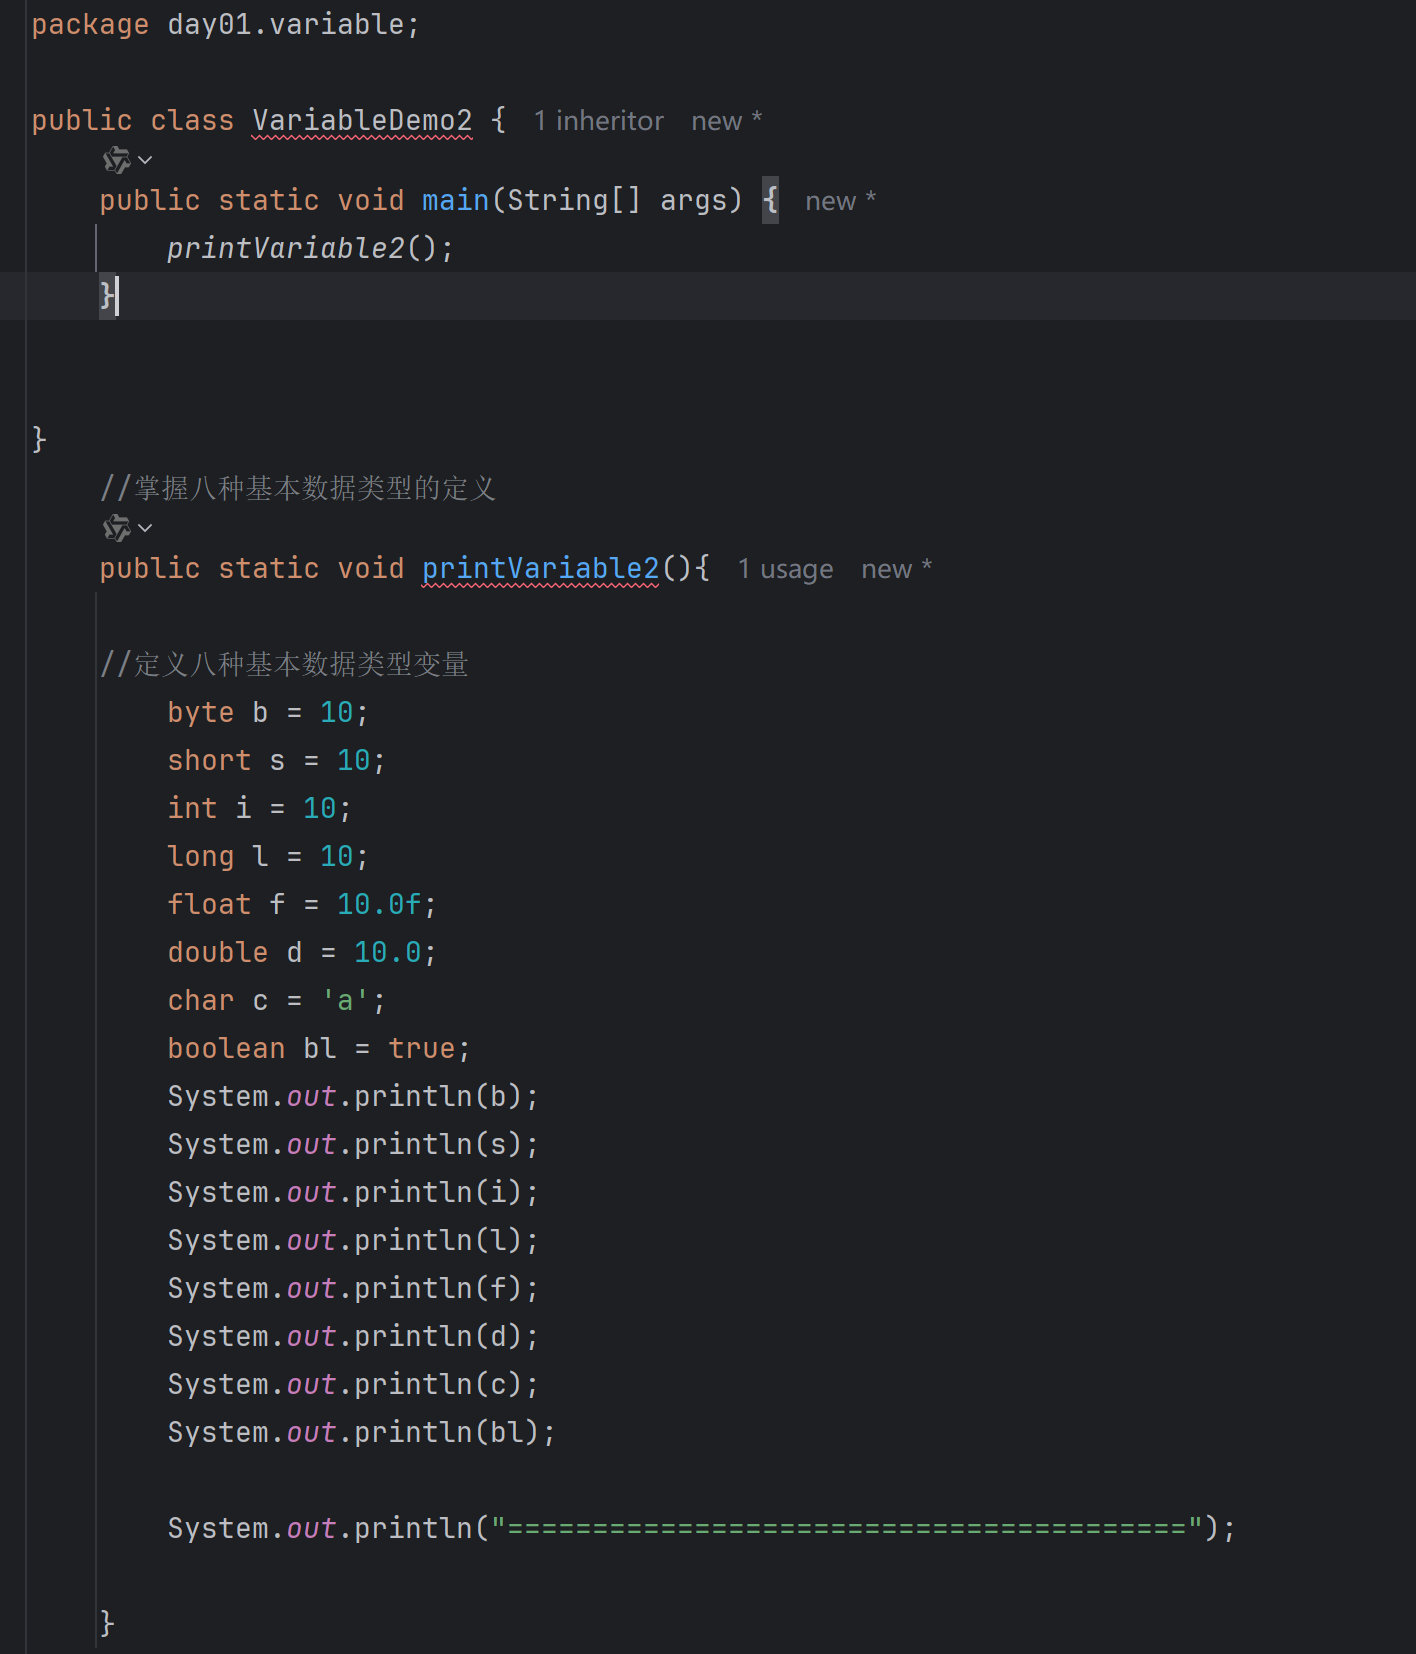 package day01.variable;
public class VariableDemo2 { 1 inheritor new *
public static void main(String[] args) { new *
printVariable2();
}
}
//掌握八种基本数据类型的定义
public static void printVariable2(){ 1 usage new *
//定义八种基本数据类型变量
byte b = 10;
short s = 10;
int i = 10;
long l = 10;
float f = 10.0f;
double d = 10.0;
char c = 'a';
boolean bl = true;
System.out.println(b);
System.out.println(s);
System.out.println(i);
System.out.println(l);
System.out.println(f);
System.out.println(d);
System.out.println(c);
System.out.println(bl);
System.out.println("========================================");
}